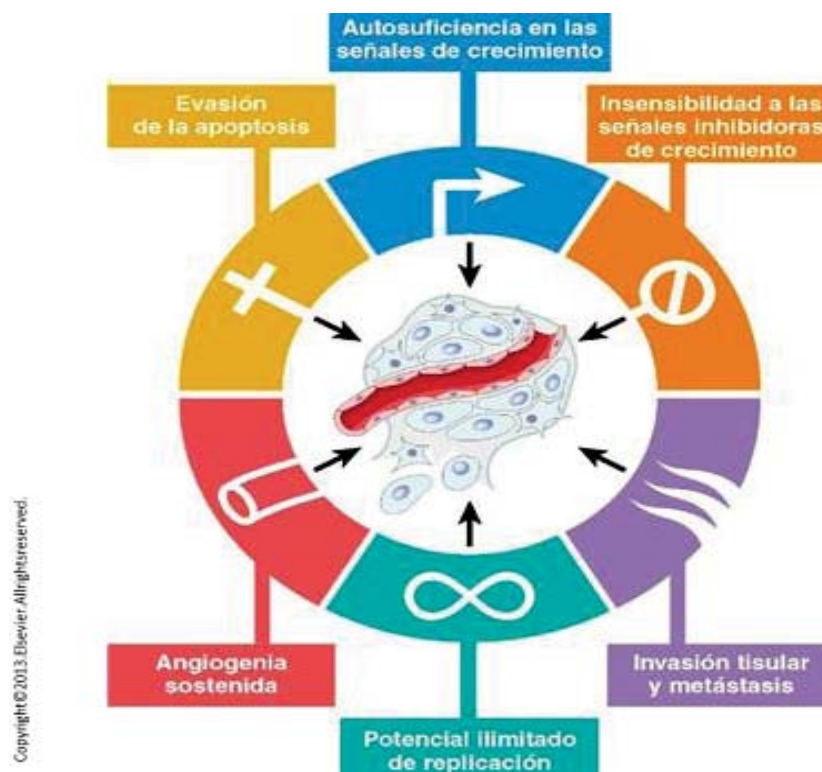 Autosuficiencia en las
señales de crecimiento
Evasión
de la apoptosis
Insensibilidad a las
señales inhibidoras
de crecimiento
Angiogenia
sostenida
Invasión tisular
y metástasis
Potencial ilimitado
de replicación
Copyright©2013.Elsevier.Allrightsreserved.